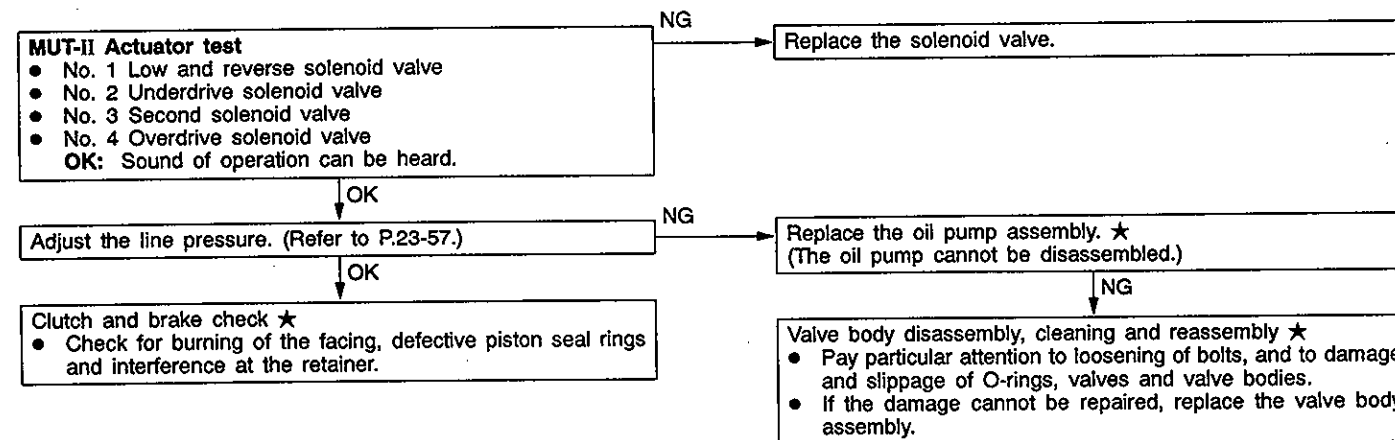 MUT-II Actuator test
● No. 1 Low and reverse solenoid valve
● No. 2 Underdrive solenoid valve
● No. 3 Second solenoid valve
● No. 4 Overdrive solenoid valve
OK: Sound of operation can be heard.
NG
Replace the solenoid valve.
OK
Adjust the line pressure. (Refer to P.23-57.)
NG
Replace the oil pump assembly. ★
(The oil pump cannot be disassembled.)
OK
NG
Clutch and brake check ★
● Check for burning of the facing, defective piston seal rings
and interference at the retainer.
Valve body disassembly, cleaning and reassembly ★
● Pay particular attention to loosening of bolts, and to damage
and slippage of O-rings, valves and valve bodies.
● If the damage cannot be repaired, replace the valve body
assembly.